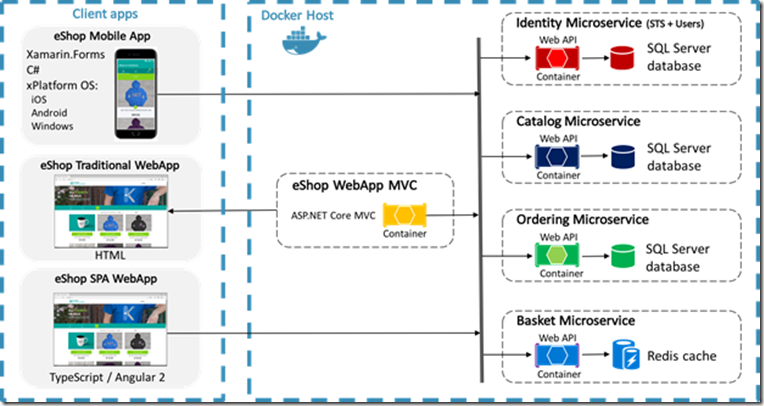 Client apps
eShop Mobile App
Xamarin.Forms
C#
xPlatform OS:
iOS
Android
Windows
eShop Traditional WebApp
HTML
eShop SPA WebApp
TypeScript / Angular 2
Docker Host
eShop WebApp MVC
ASP.NET Core MVC
Container
Identity Microservice (STS + Users)
Web API
Container
SQL Server
database
Catalog Microservice
Web API
Container
SQL Server
database
Ordering Microservice
Web API
Container
SQL Server
database
Basket Microservice
Web API
Container
Redis cache